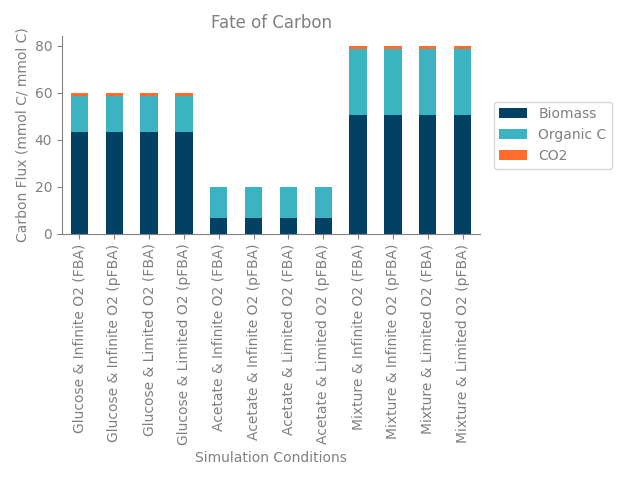 Fate of Carbon
Carbon Flux (mmol C/ mmol C)
80
60
40
20
0
Biomass
Organic C
CO2
Glucose & Infinite O2 (FBA)
Glucose & Infinite O2 (pFBA)
Glucose & Limited O2 (FBA)
Glucose & Limited O2 (pFBA)
Acetate & Infinite O2 (FBA)
Acetate & Infinite O2 (pFBA)
Acetate & Limited O2 (FBA)
Acetate & Limited O2 (pFBA)
Mixture & Infinite O2 (FBA)
Mixture & Infinite O2 (pFBA)
Mixture & Limited O2 (FBA)
Mixture & Limited O2 (pFBA)
Simulation Conditions